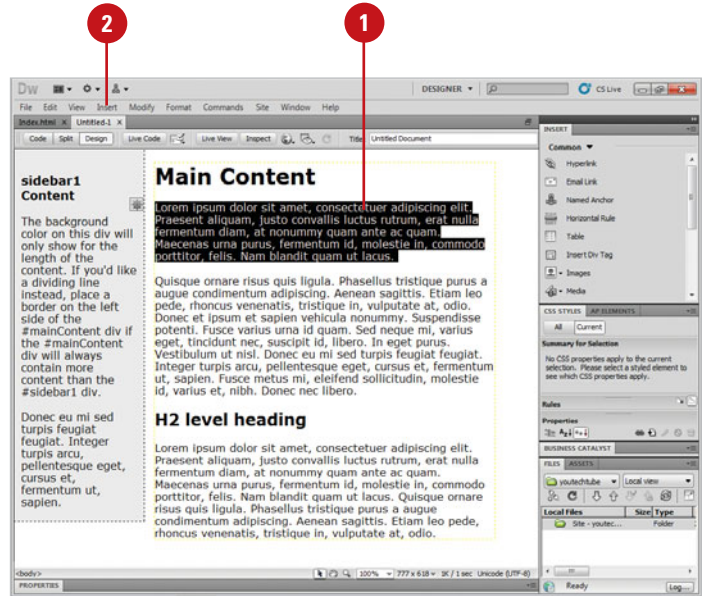 2
1
Dw
DESIGNER
CS Live
File Edit View Insert Modify Format Commands Site Window Help
Index.html x Untitled-1 x
Code Split Design Live Code Live View Inspect Title: Untitled Document
sidebar1
Content
The background
color on this div will
only show for the
length of the
content. If you'd like
a dividing line
instead, place a
border on the left
side of the
#mainContent div if
the #mainContent
div will always
contain more
content than the
#sidebar1 div.
Donec eu mi sed
turpis feugiat
feugiat. Integer
turpis arcu,
pellentesque eget,
cursus et,
fermentum ut,
sapien.
Main Content
Lorem ipsum dolor sit amet, consectetuer adipiscing elit.
Praesent aliquam, justo convallis luctus rutrum, erat nulla
fermentum diam, at nonummy quam ante ac quam.
Maecenas urna purus, fermentum id, molestie in, commodo
porttitor, felis. Nam blandit quam ut lacus.
Quisque ornare risus quis ligula. Phasellus tristique purus a
augue condimentum adipiscing. Aenean sagittis. Etiam leo
pede, rhoncus venenatis, tristique in, vulputate at, odio.
Donec et ipsum et sapien vehicula nonummy. Suspendisse
potenti. Fusce varius urna id quam. Sed neque mi, varius
eget, tincidunt nec, suscipit id, libero. In eget purus.
Vestibulum ut nisl. Donec eu mi sed turpis feugiat feugiat.
Integer turpis arcu, pellentesque eget, cursus et, fermentum
ut, sapien. Fusce metus mi, eleifend sollicitudin, molestie
id, varius et, nibh. Donec nec libero.
H2 level heading
Lorem ipsum dolor sit amet, consectetuer adipiscing elit.
Praesent aliquam, justo convallis luctus rutrum, erat nulla
fermentum diam, at nonummy quam ante ac quam.
Maecenas urna purus, fermentum id, molestie in, commodo
porttitor, felis. Nam blandit quam ut lacus. Quisque ornare
risus quis ligula. Phasellus tristique purus a augue
condimentum adipiscing. Aenean sagittis. Etiam leo pede,
rhoncus venenatis, tristique in, vulputate at, odio.
<body> 100% 777 x 618 1K / 1 sec Unicode (UTF-8)
PROPERTIES
INSERT
Common
Hyperlink
Email Link
Named Anchor
Horizontal Rule
Table
Insert Div Tag
Images
Media
CSS STYLES AP ELEMENTS
All Current
Summary for Selection
No CSS properties apply to the current
selection. Please select a styled element to
see which CSS properties apply.
Rules
Properties
BUSINESS CATALYST
FILES ASSETS
youtechtube Local view
Local Files Size Type
Site - youtec... Folder
Ready Log...